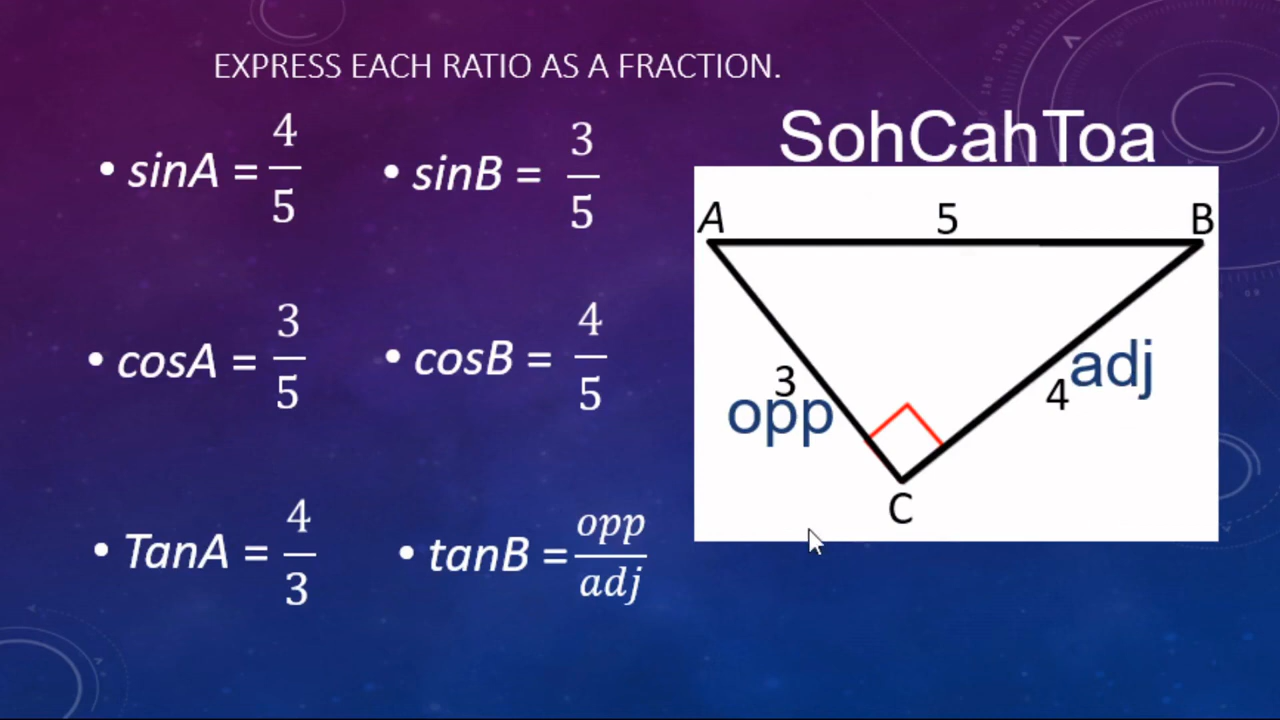 EXPRESS EACH RATIO AS A FRACTION.
SohCahToa
• sinA = 4/5
• sinB = 3/5
• cosA = 3/5
• cosB = 4/5
• TanA = 4/3
• tanB = opp/adj
A
5
B
3
opp
4
adj
C